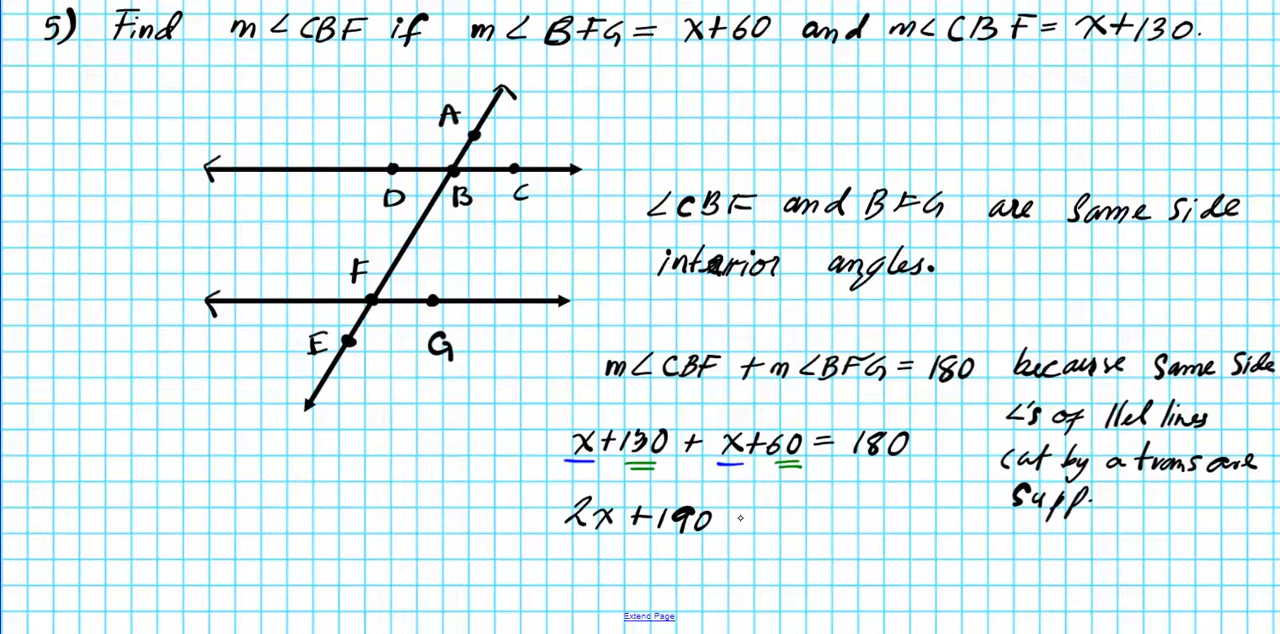 5) Find m∠CBF if m∠BFG = x+60 and m∠CBF = x+130.
A
D B C
F
E G
∠CBF and BFG are same side
interior angles.
m∠CBF + m∠BFG = 180 because same side
∠'s of llel lines
cut by a trans are
supp.
x+130 + x+60 = 180
2x +190
Extend Page